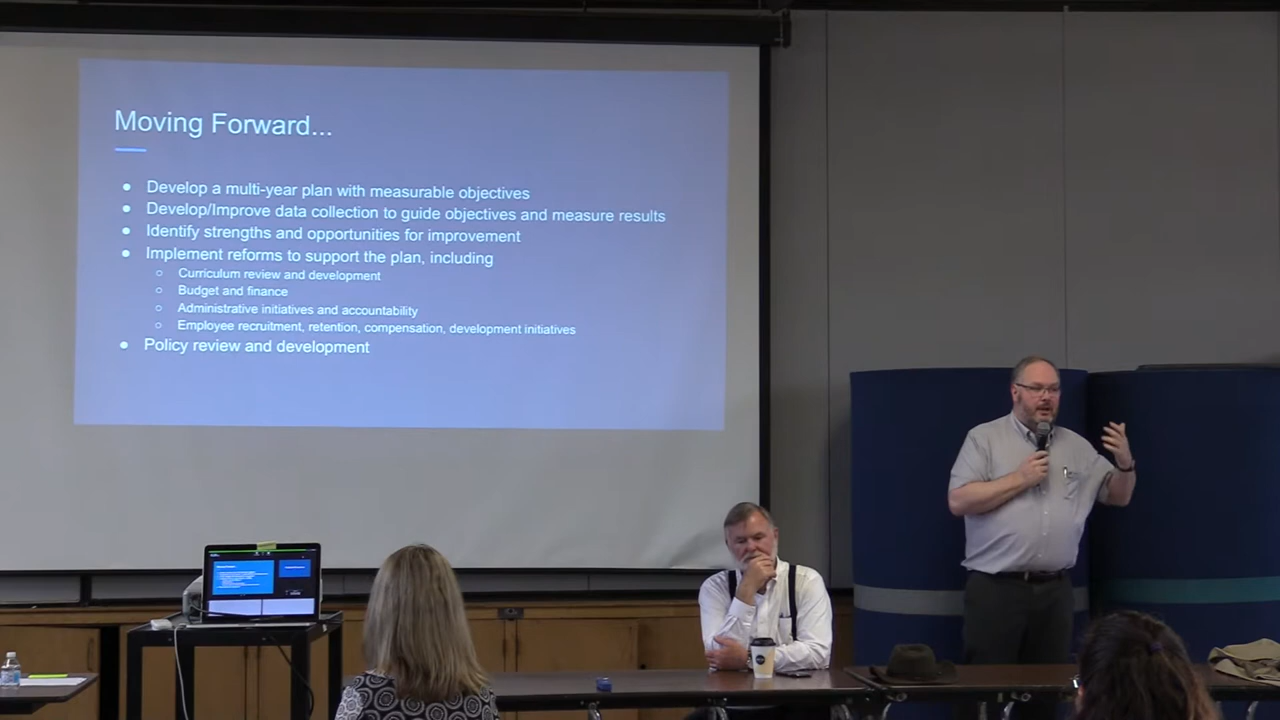 Moving Forward...
● Develop a multi-year plan with measurable objectives
● Develop/Improve data collection to guide objectives and measure results
● Identify strengths and opportunities for improvement
● Implement reforms to support the plan, including
○ Curriculum review and development
○ Budget and finance
○ Administrative initiatives and accountability
○ Employee recruitment, retention, compensation, development initiatives
● Policy review and development